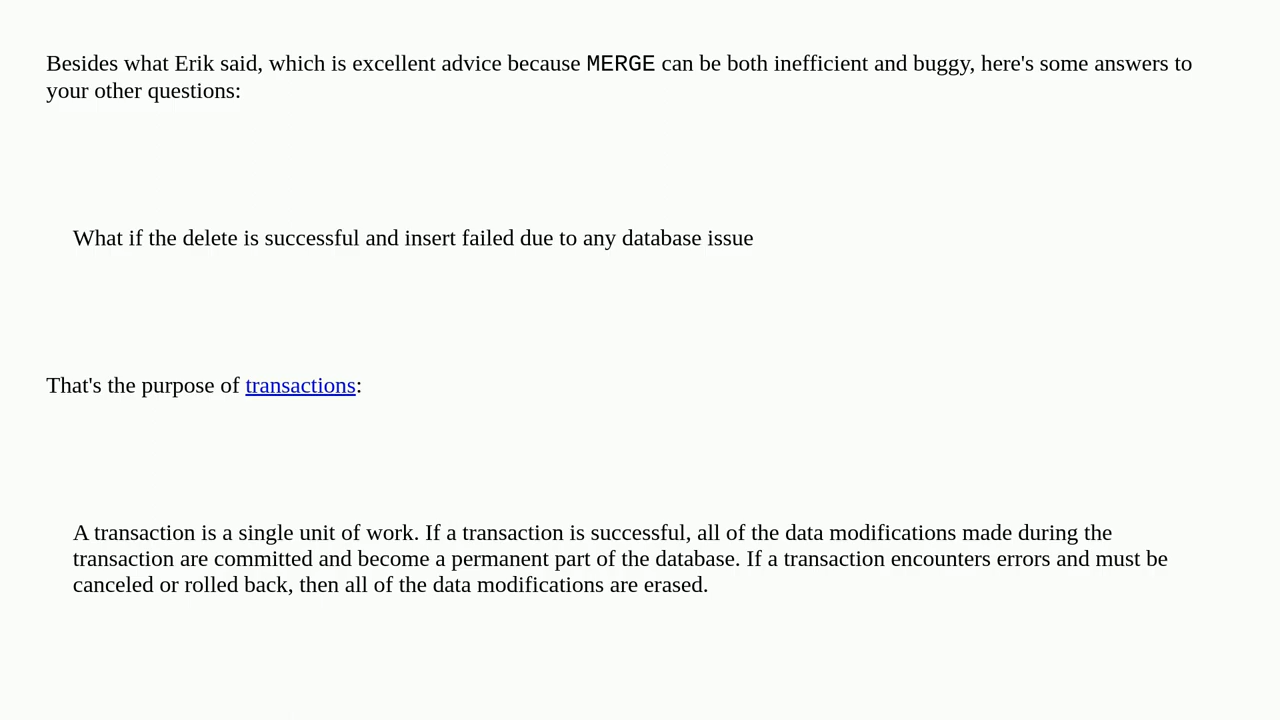 Besides what Erik said, which is excellent advice because MERGE can be both inefficient and buggy, here's some answers to
your other questions:
What if the delete is successful and insert failed due to any database issue
That's the purpose of transactions:
A transaction is a single unit of work. If a transaction is successful, all of the data modifications made during the
transaction are committed and become a permanent part of the database. If a transaction encounters errors and must be
canceled or rolled back, then all of the data modifications are erased.